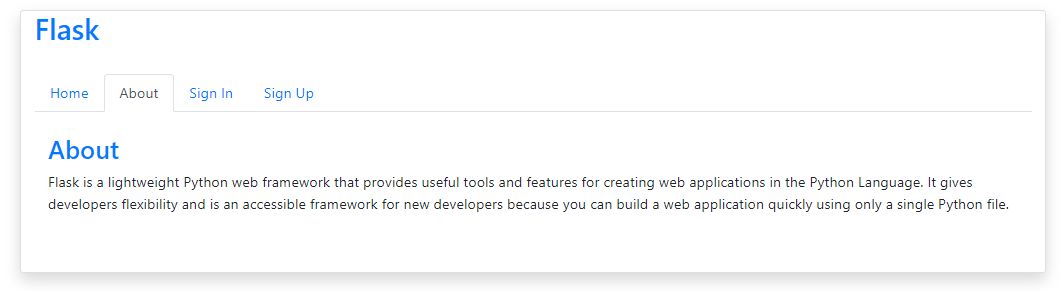 Flask
Home About Sign In Sign Up
About
Flask is a lightweight Python web framework that provides useful tools and features for creating web applications in the Python Language. It gives
developers flexibility and is an accessible framework for new developers because you can build a web application quickly using only a single Python file.